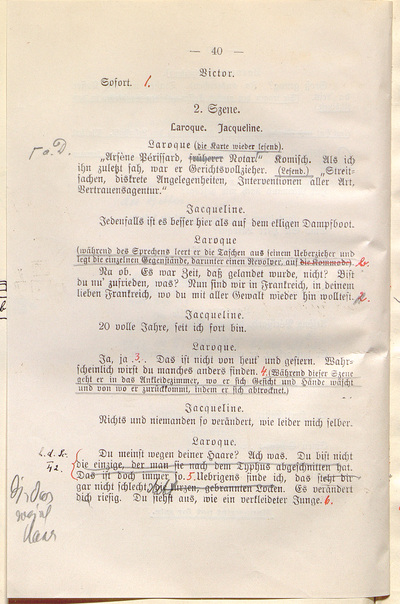 — 40 —
Victor.
Sofort. 1.
2. Szene.
Laroque. Jacqueline.
Laroque (die Karte wieder lesend).
„Arsène Périssard, früherer Notar“ Komisch. Als ich
ihn zuletzt sah, war er Gerichtsvollzieher. (Lesend.) „Streit-
sachen, diskrete Angelegenheiten, Interventionen aller Art,
Vertrauensagentur.“
Jacqueline.
Jedenfalls ist es besser hier als auf dem ekligen Dampfboot.
Laroque
(während des Sprechens leert er die Taschen aus seinem Ueberzieher und
legt die einzelnen Gegenstände, darunter einen Revolver, auf die Kommode).
Na ob. Es war Zeit, daß gelandet wurde, nicht? Bist
du nu' zufrieden, was? Nun sind wir in Frankreich, in deinem
lieben Frankreich, wo du mit aller Gewalt wieder hin wolltest. 2.
Jacqueline.
20 volle Jahre, seit ich fort bin.
Laroque.
Ja, ja 3. Das ist nicht von heut' und gestern. Wahr-
scheinlich wirst du manches anders finden. 4. (Während dieser Szene
geht er in das Ankleidezimmer, wo er sich Gesicht und Hände wäscht
und von wo er zurückkommt, indem er sich abtrocknet.)
Jacqueline.
Nichts und niemanden so verändert, wie leider mich selber.
Laroque.
Du meinst wegen deiner Haare? Ach was. Du bist nicht
die einzige, der man sie nach dem Typhus abgeschnitten hat.
Das ist doch immer so. 5. Uebrigens finde ich, das steht dir
gar nicht schlecht, kurzen, gebrannten Locken. Es verändert
dich riesig. Du siehst aus, wie ein verkleideter Junge. 6.